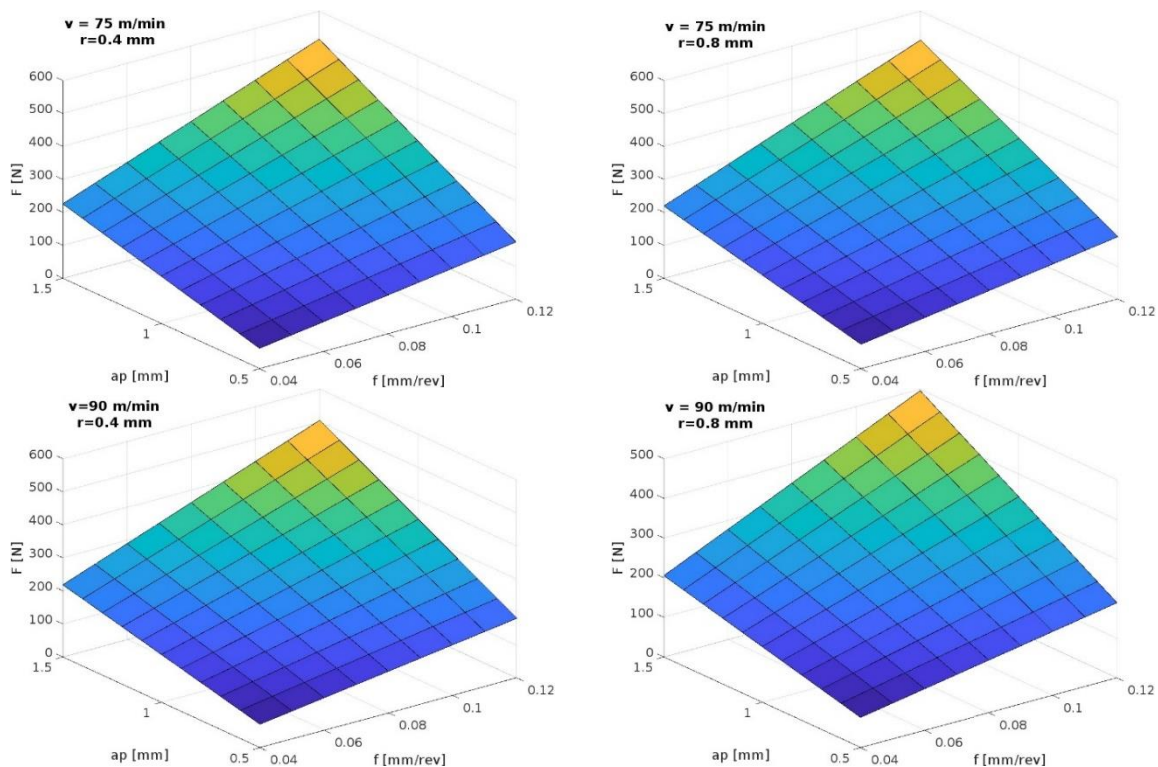 v = 75 m/min
r=0.4 mm
600
500
400
300
200
100
0
F [N]
1.5
1
0.5
ap [mm]
0.04
0.06
0.08
0.1
0.12
f [mm/rev]
v = 75 m/min
r=0.8 mm
600
500
400
300
200
100
0
F [N]
1.5
1
0.5
ap [mm]
0.04
0.06
0.08
0.1
0.12
f [mm/rev]
v=90 m/min
r=0.4 mm
600
500
400
300
200
100
0
F [N]
1.5
1
0.5
ap [mm]
0.04
0.06
0.08
0.1
0.12
f [mm/rev]
v = 90 m/min
r=0.8 mm
500
400
300
200
100
0
F [N]
1.5
1
0.5
ap [mm]
0.04
0.06
0.08
0.1
0.12
f [mm/rev]